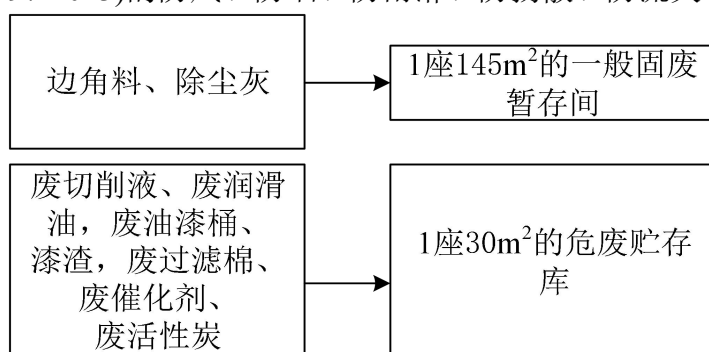 边角料、除尘灰
1座145m²的一般固废
暂存间
废切削液、废润滑
油，废油漆桶、
漆渣，废过滤棉、
废催化剂、
废活性炭
1座30m²的危废贮存
库